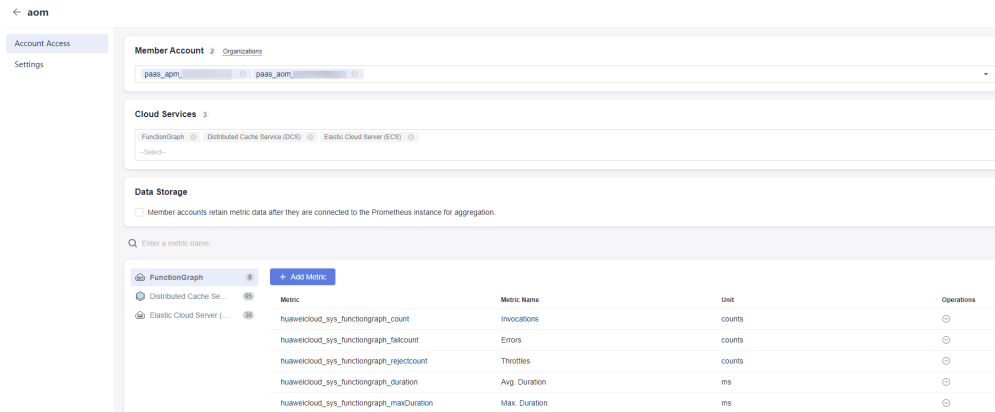 aom
Account Access
Settings
Member Account 2 Organizations
paas_apm_ paas_aom_
Cloud Services 3
FunctionGraph Distributed Cache Service (DCS) Elastic Cloud Server (ECS)
--Select--
Data Storage
Member accounts retain metric data after they are connected to the Prometheus instance for aggregation.
Enter a metric name.
FunctionGraph 8
Distributed Cache Se... 95
Elastic Cloud Server (... 36
+ Add Metric
Metric Metric Name Unit Operations
huaweicloud_sys_functiongraph_count Invocations counts
huaweicloud_sys_functiongraph_failcount Errors counts
huaweicloud_sys_functiongraph_rejectcount Throttles counts
huaweicloud_sys_functiongraph_duration Avg. Duration ms
huaweicloud_sys_functiongraph_maxDuration Max. Duration ms